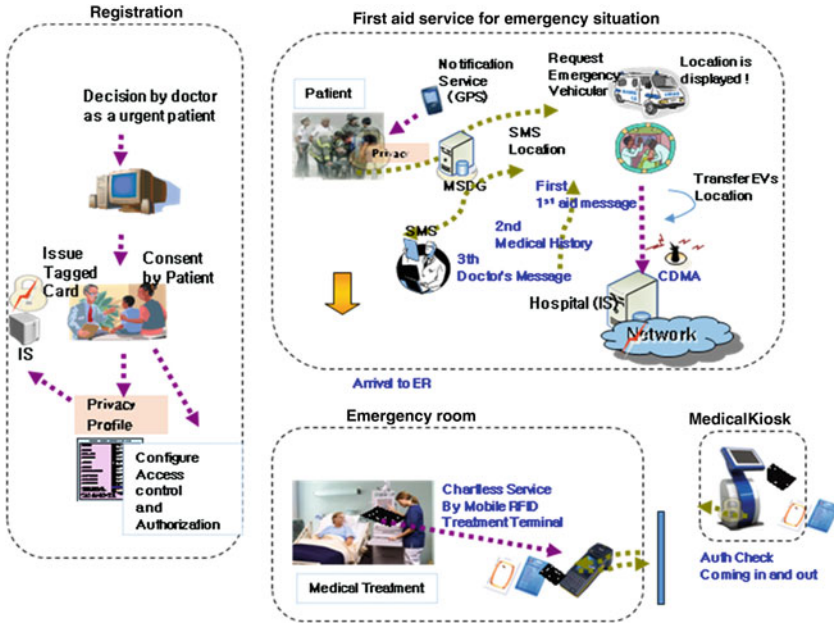 Registration
Decision by doctor
as a urgent patient
Issue
Tagged
Card
Consent
by Patient
IS
Privacy
Profile
Configure
Access
control
and
Authorization
First aid service for emergency situation
Patient
Notification
Service
(GPS)
Request
Emergency
Vehicular
Location is
displayed !
Privacy
MSDG
SMS
Location
First
1st aid message
Transfer EVs
Location
SMS
2nd
Medical History
3th
Doctor's Message
CDMA
Hospital (IS)
Network
Arrival to ER
Emergency room
Chartless Service
By Mobile RFID
Treatment Terminal
Medical Treatment
MedicalKiosk
Auth Check
Coming in and out